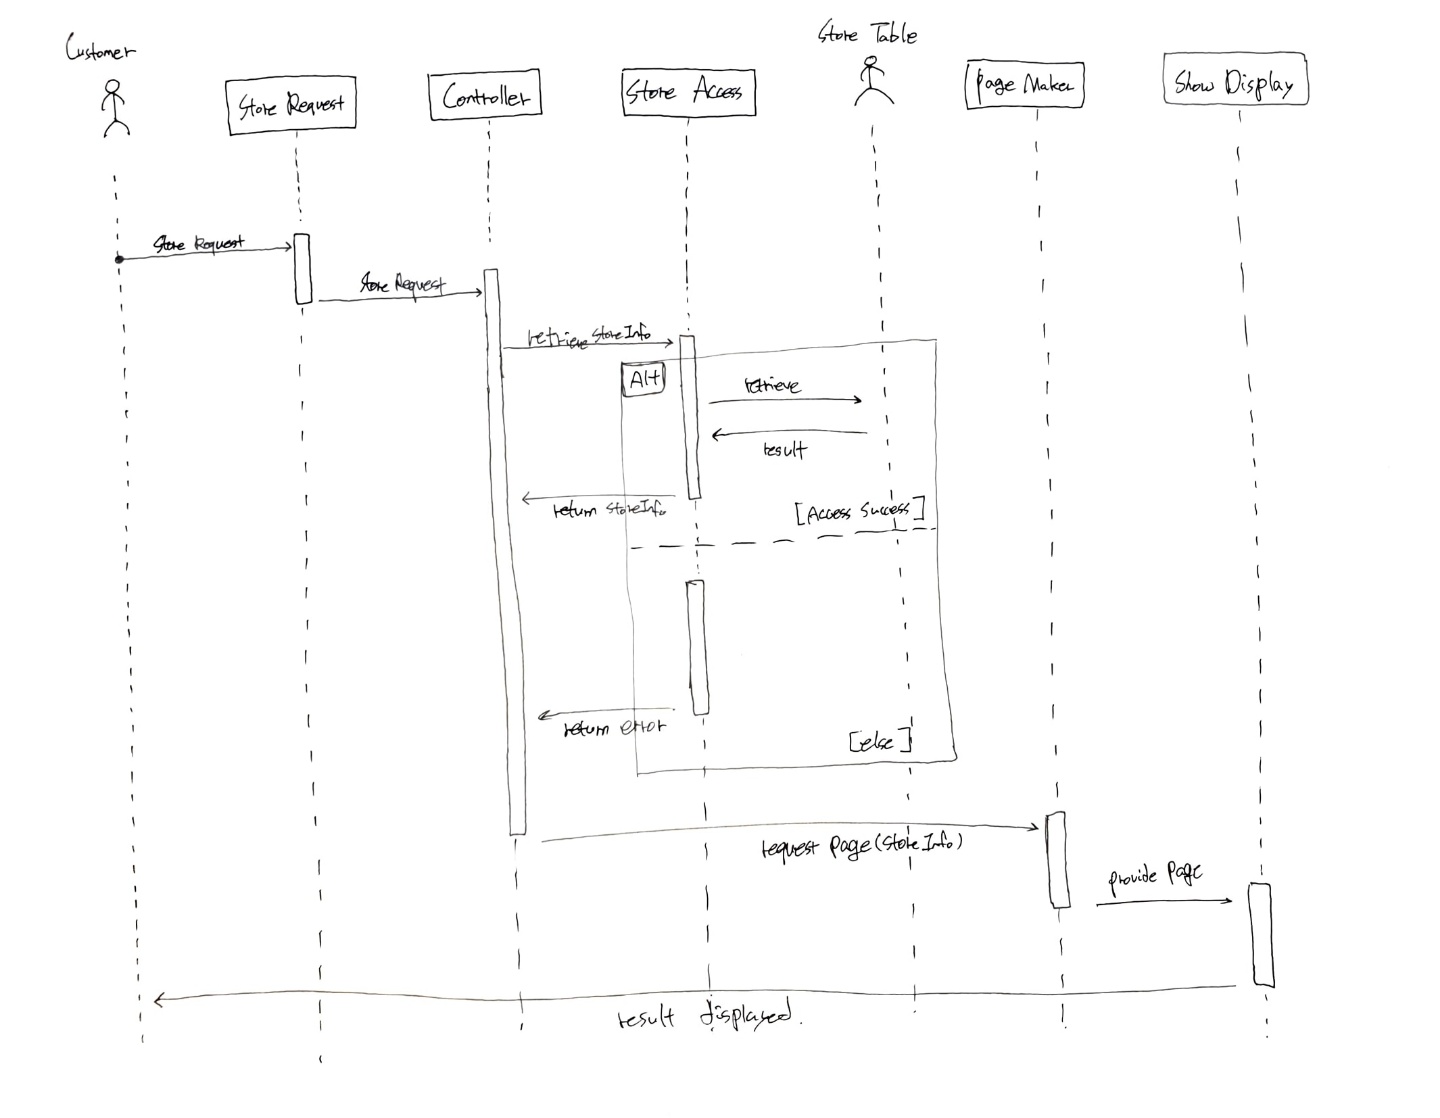 Customer
Store Request
Controller
Store Access
Store Table
Page Maker
Show Display
Store Request
Store Request
retrieve StoreInfo
Alt
retrieve
result
return StoreInfo
[Access Success]
return error
[else]
request Page(StoreInfo)
provide Page
result displayed.